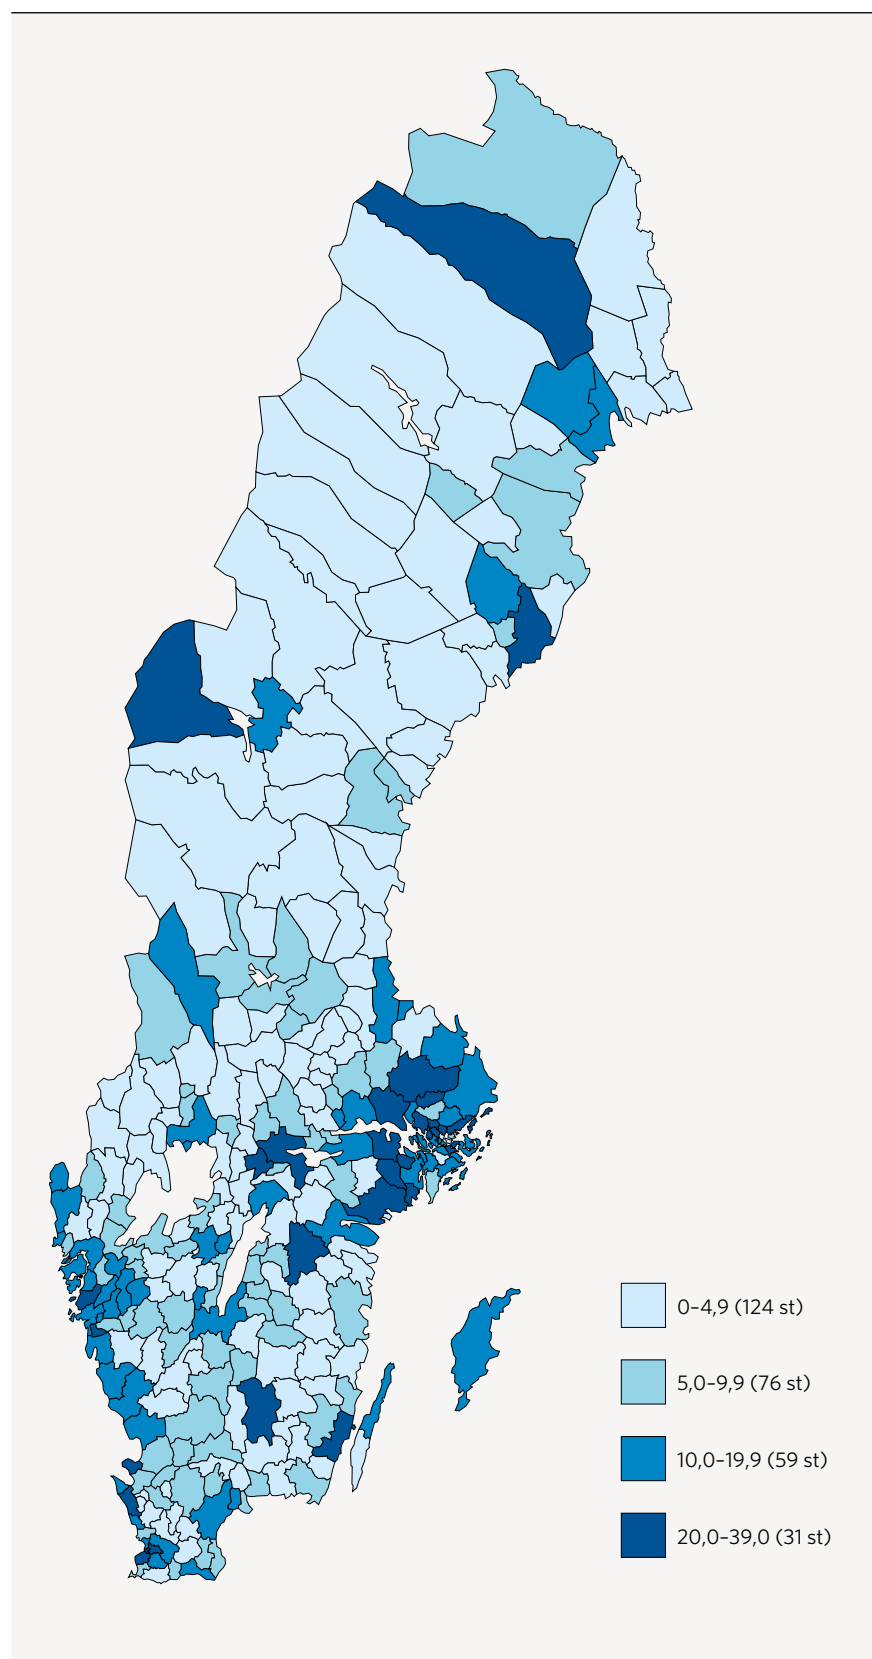 0–4,9 (124 st)
5,0–9,9 (76 st)
10,0–19,9 (59 st)
20,0–39,0 (31 st)